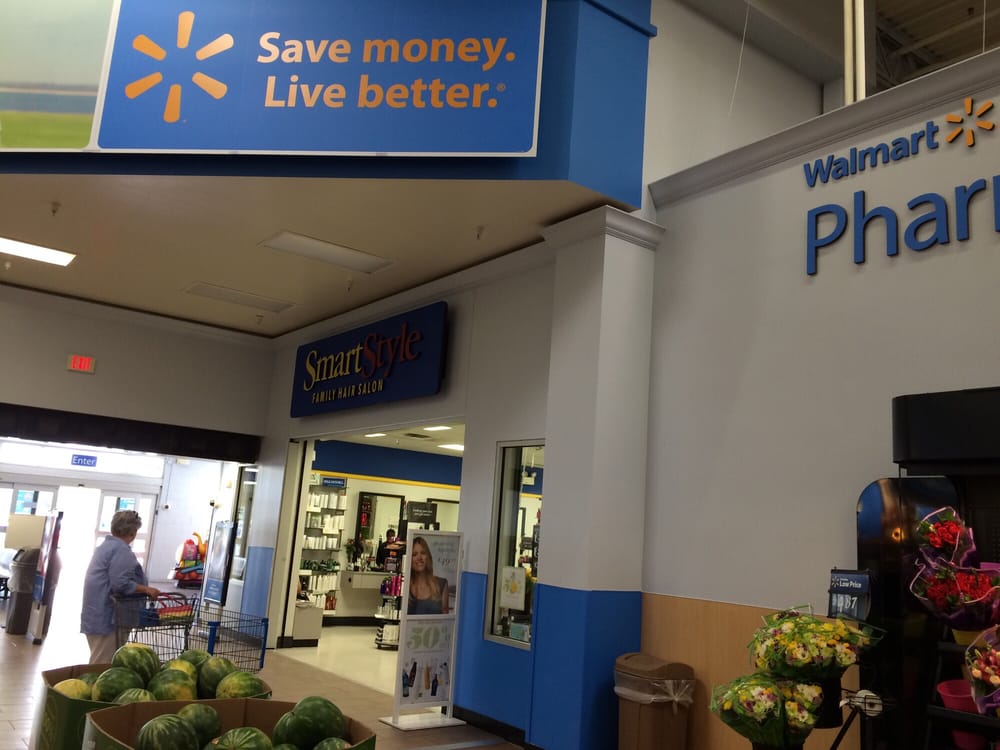 Save money.
Live better.®
Walmart
Phar
SmartStyle
FAMILY HAIR SALON
EXIT
Enter
50%
Low Price